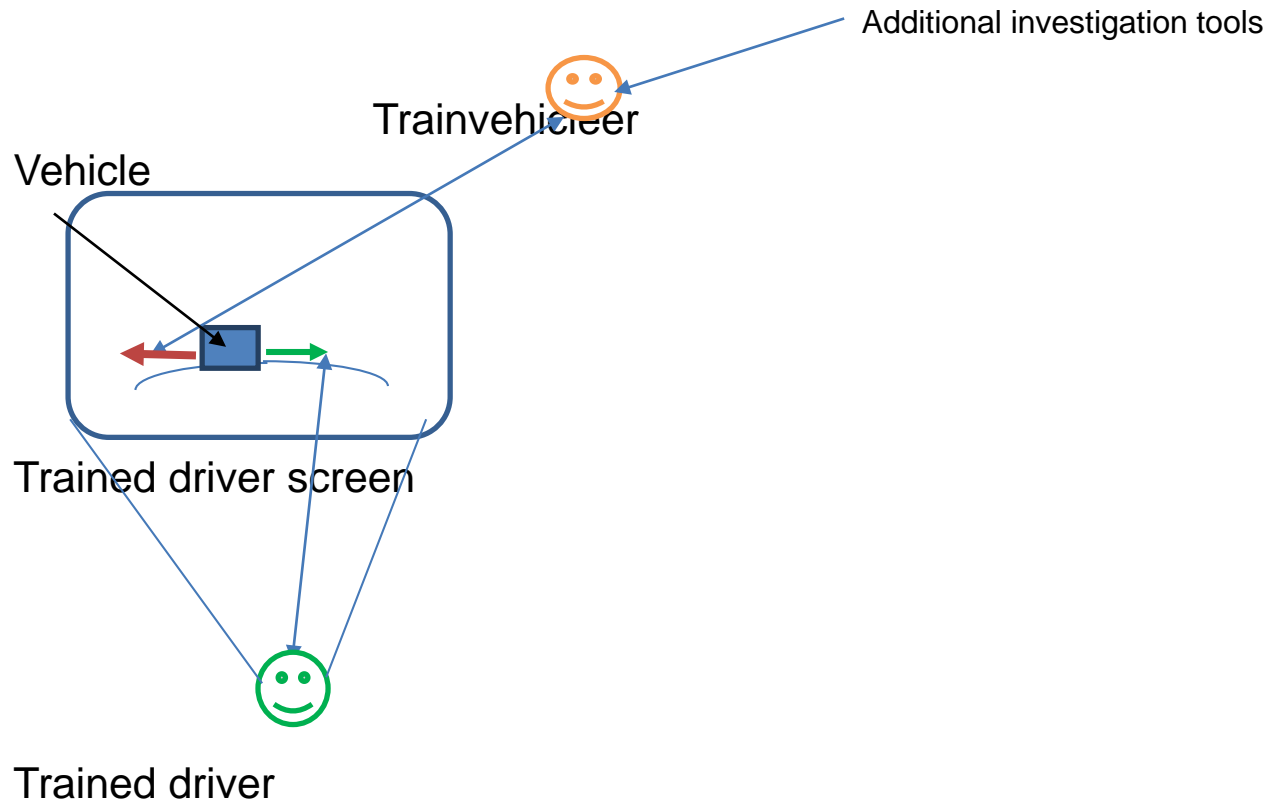 Additional investigation tools
Trainvehicleer
Vehicle
Trained driver screen
Trained driver